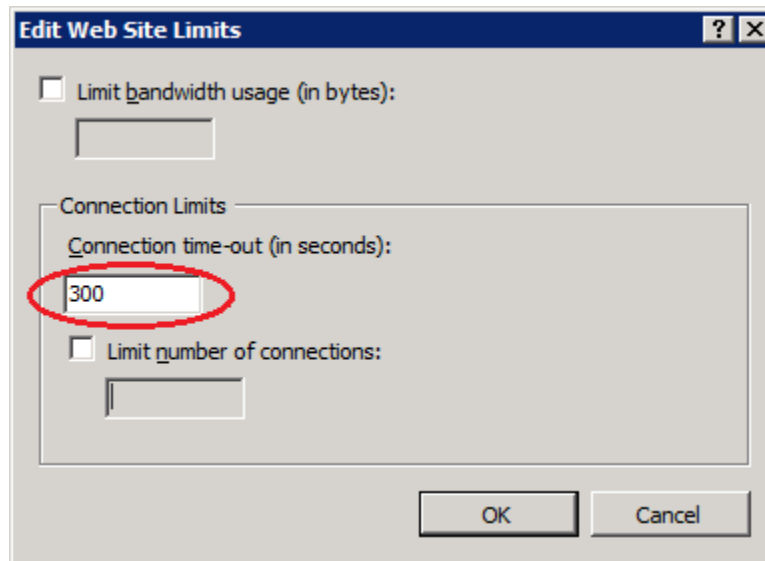 Edit Web Site Limits
Limit bandwidth usage (in bytes):
Connection Limits
Connection time-out (in seconds):
300
Limit number of connections:
OK Cancel